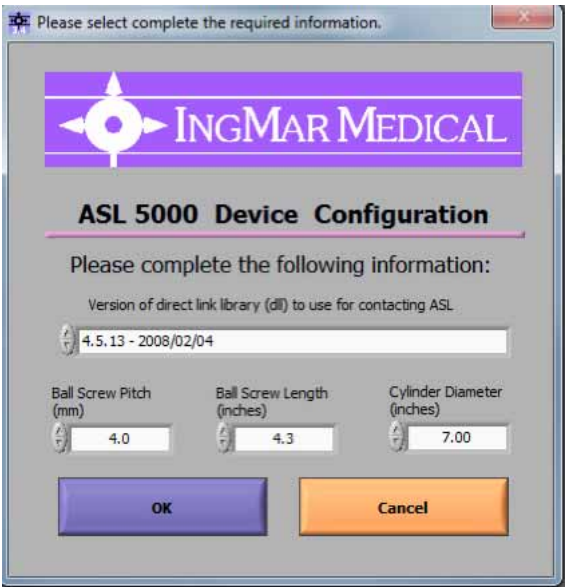 Please select complete the required information.
INGMAR MEDICAL
ASL 5000 Device Configuration
Please complete the following information:
Version of direct link library (dll) to use for contacting ASL
4.5.13 - 2008/02/04
Ball Screw Pitch (mm)
4.0
Ball Screw Length (inches)
4.3
Cylinder Diameter (inches)
7.00
OK
Cancel